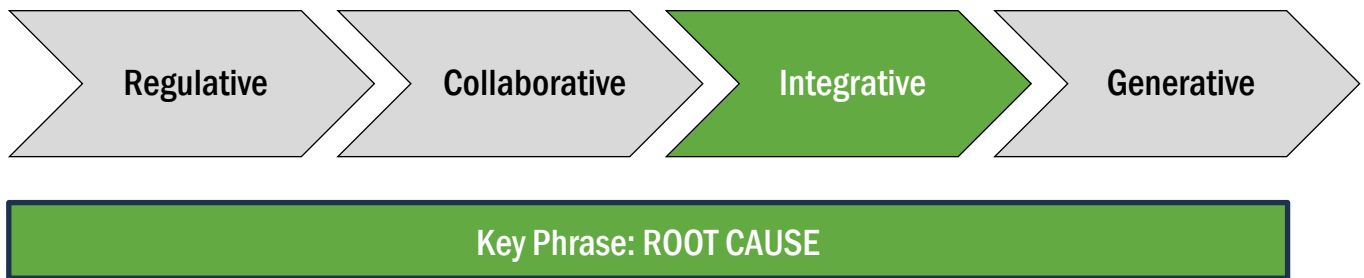 Regulative
Collaborative
Integrative
Generative
Key Phrase: ROOT CAUSE